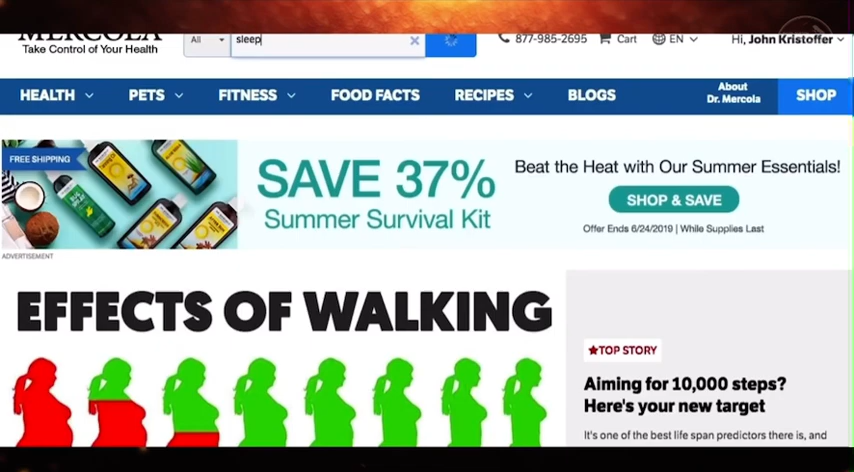 MERCOLA
Take Control of Your Health
All
sleep
877-985-2695
Cart
EN
Hi, John Kristoffer
HEALTH
PETS
FITNESS
FOOD FACTS
RECIPES
BLOGS
About
Dr. Mercola
SHOP
FREE SHIPPING
SAVE 37%
Summer Survival Kit
Beat the Heat with Our Summer Essentials!
SHOP & SAVE
Offer Ends 6/24/2019 | While Supplies Last
ADVERTISEMENT
EFFECTS OF WALKING
TOP STORY
Aiming for 10,000 steps?
Here's your new target
It's one of the best life span predictors there is, and